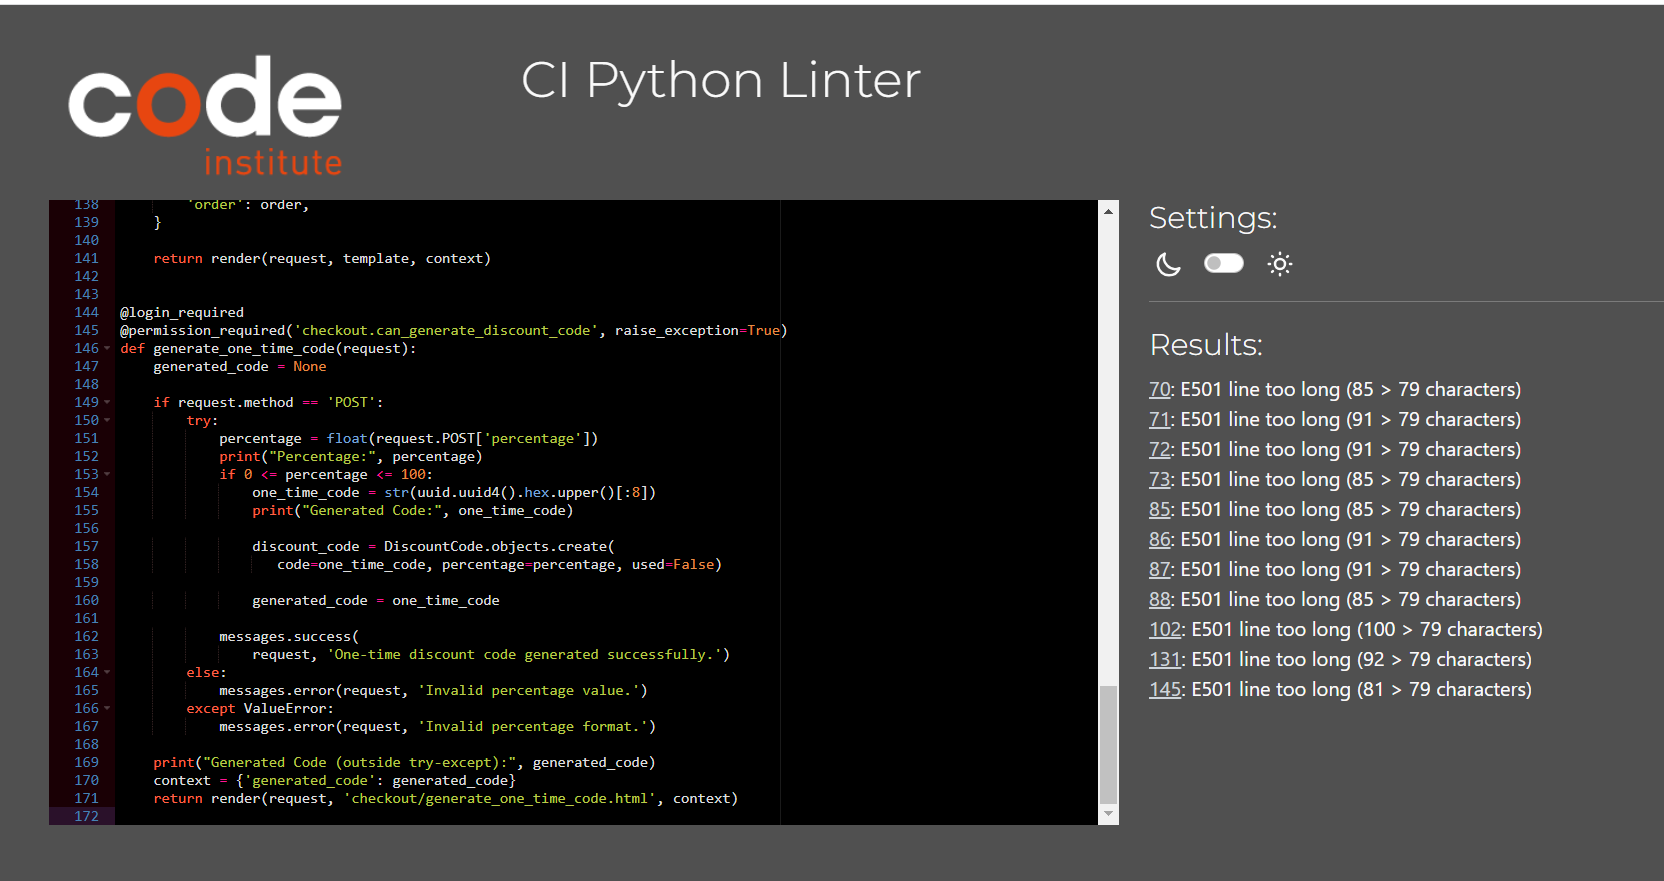 code
institute
CI Python Linter
138 'order': order,
139 }
140
141 return render(request, template, context)
142
143
144 @login_required
145 @permission_required('checkout.can_generate_discount_code', raise_exception=True)
146 def generate_one_time_code(request):
147 generated_code = None
148
149 if request.method == 'POST':
150 try:
151 percentage = float(request.POST['percentage'])
152 print("Percentage:", percentage)
153 if 0 <= percentage <= 100:
154 one_time_code = str(uuid.uuid4().hex.upper()[:8])
155 print("Generated Code:", one_time_code)
156
157 discount_code = DiscountCode.objects.create(
158 code=one_time_code, percentage=percentage, used=False)
159
160 generated_code = one_time_code
161
162 messages.success(
163 request, 'One-time discount code generated successfully.')
164 else:
165 messages.error(request, 'Invalid percentage value.')
166 except ValueError:
167 messages.error(request, 'Invalid percentage format.')
168
169 print("Generated Code (outside try-except):", generated_code)
170 context = {'generated_code': generated_code}
171 return render(request, 'checkout/generate_one_time_code.html', context)
172
Settings:
Results:
70: E501 line too long (85 > 79 characters)
71: E501 line too long (91 > 79 characters)
72: E501 line too long (91 > 79 characters)
73: E501 line too long (85 > 79 characters)
85: E501 line too long (85 > 79 characters)
86: E501 line too long (91 > 79 characters)
87: E501 line too long (91 > 79 characters)
88: E501 line too long (85 > 79 characters)
102: E501 line too long (100 > 79 characters)
131: E501 line too long (92 > 79 characters)
145: E501 line too long (81 > 79 characters)